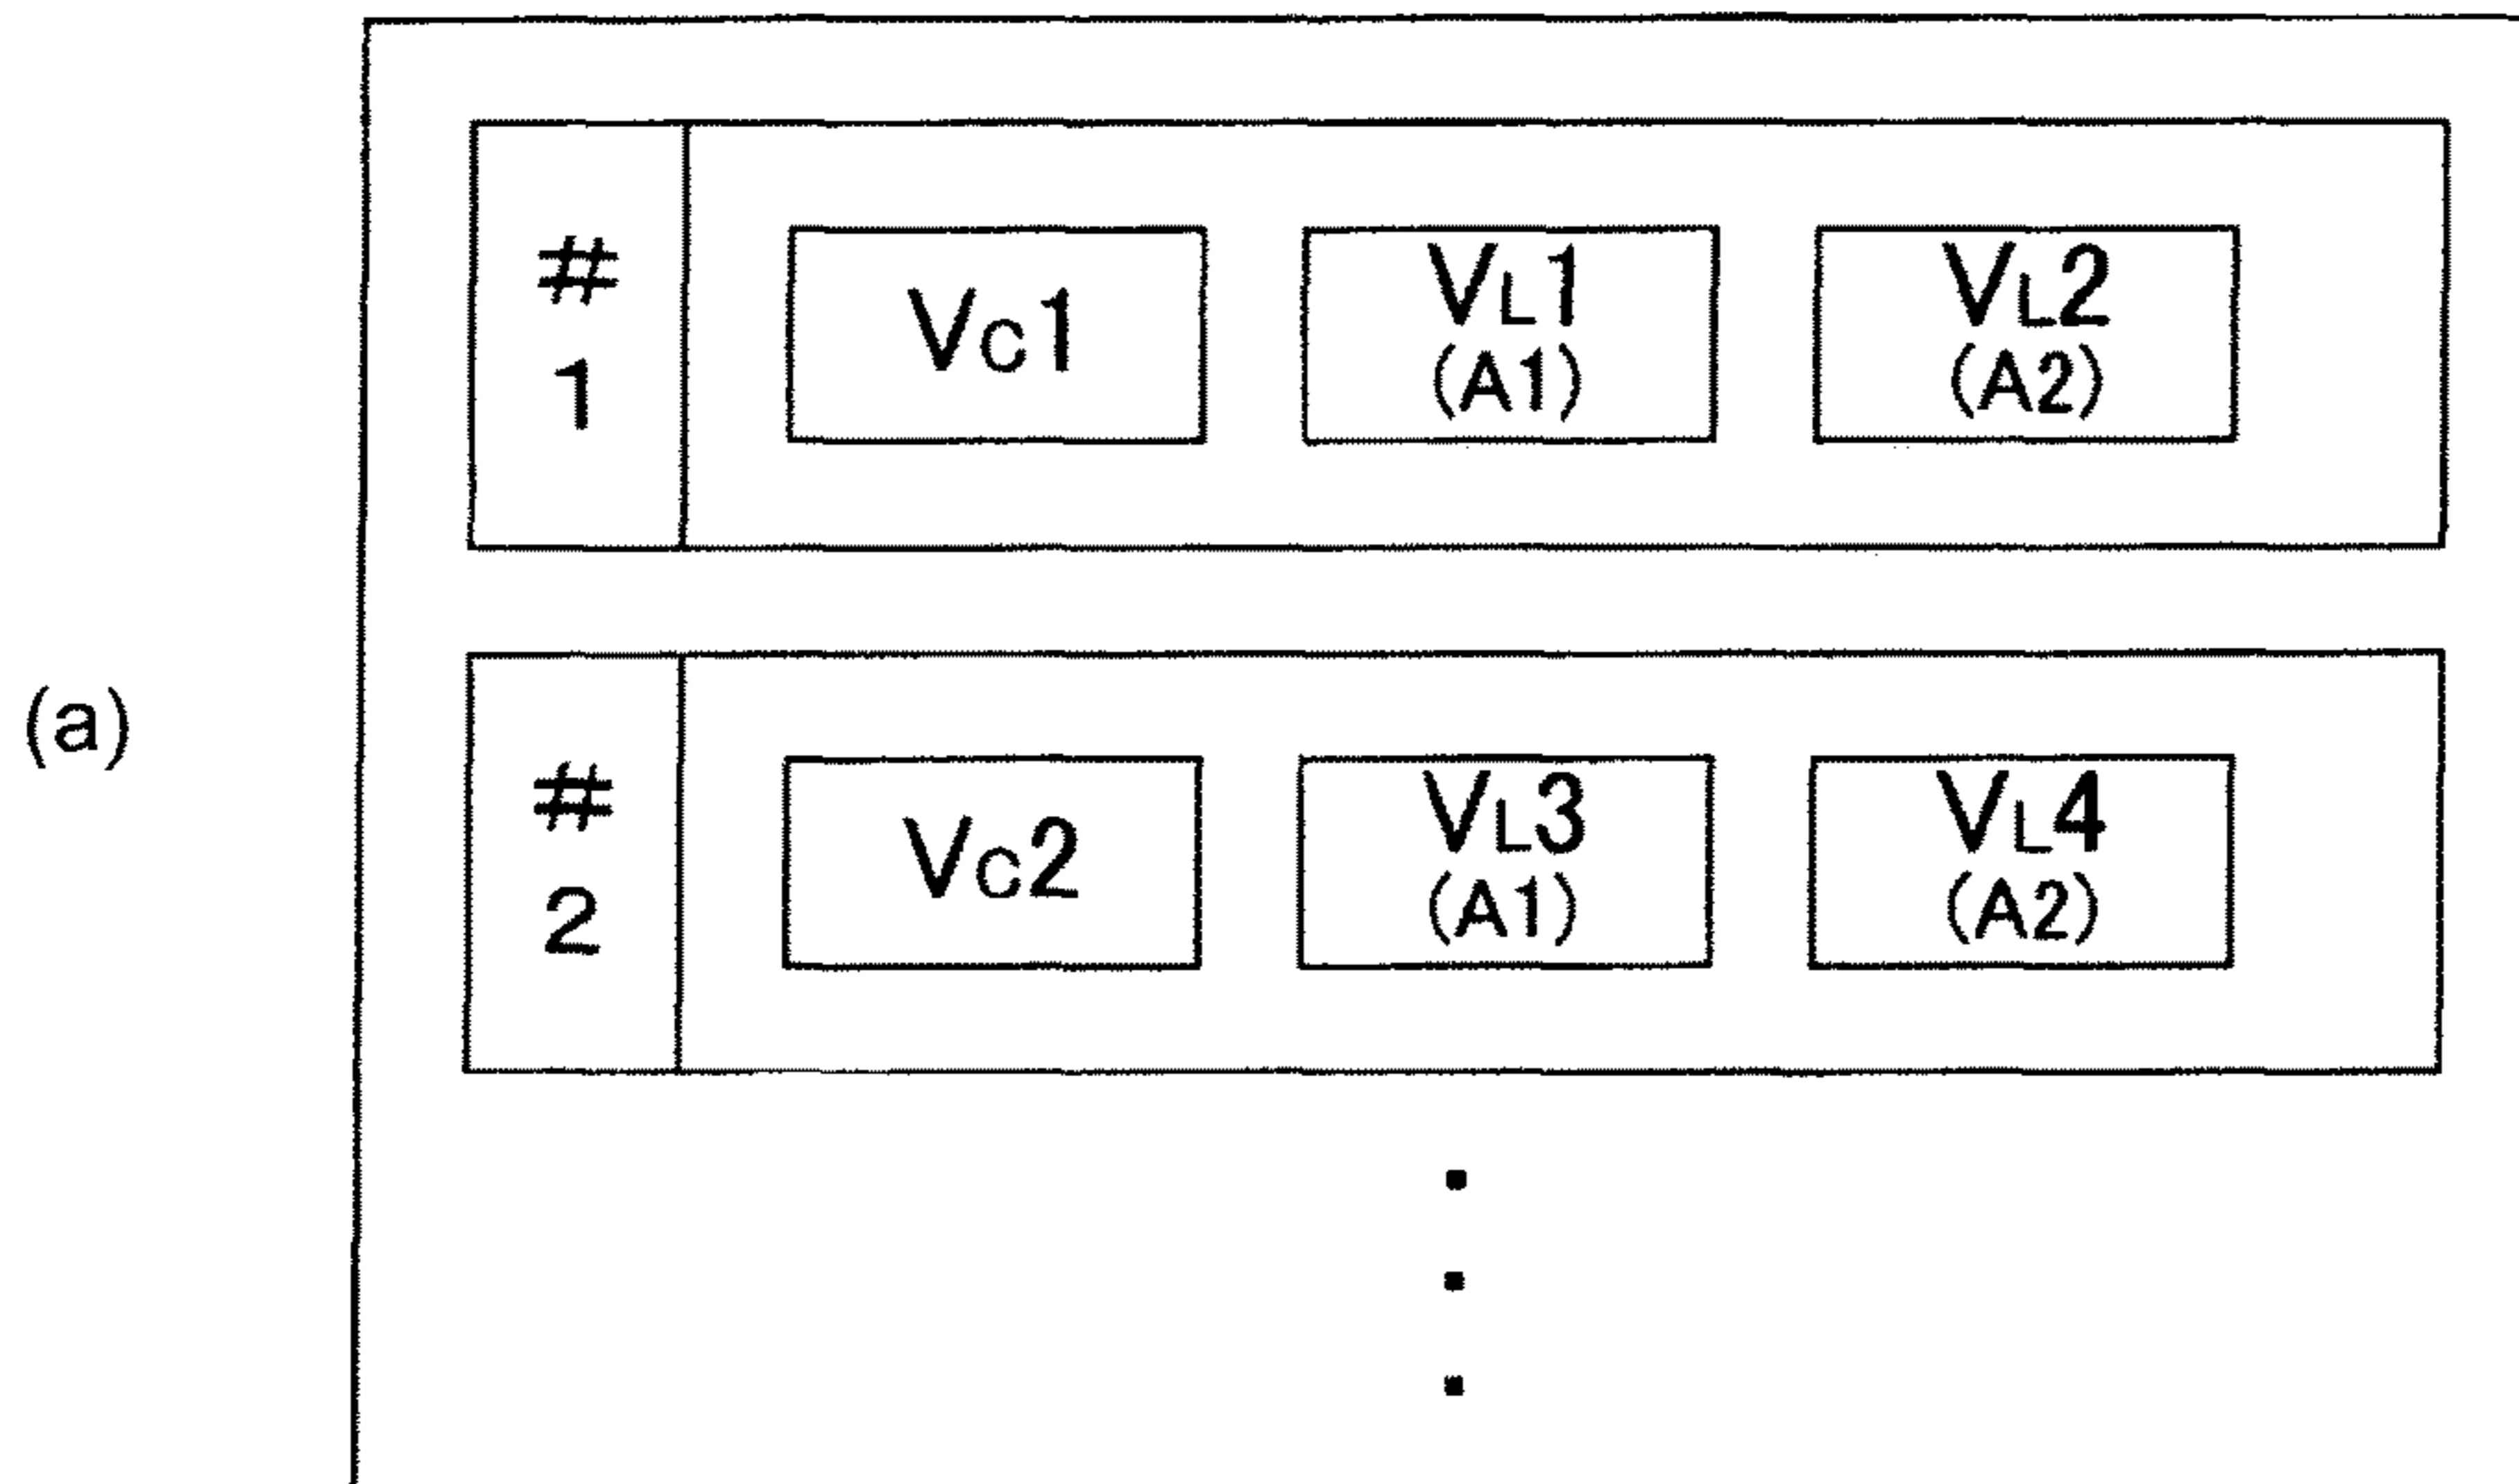 #
1
Vc1
VL1
(A1)
VL2
(A2)
(a)
#
2
Vc2
VL3
(A1)
VL4
(A2)